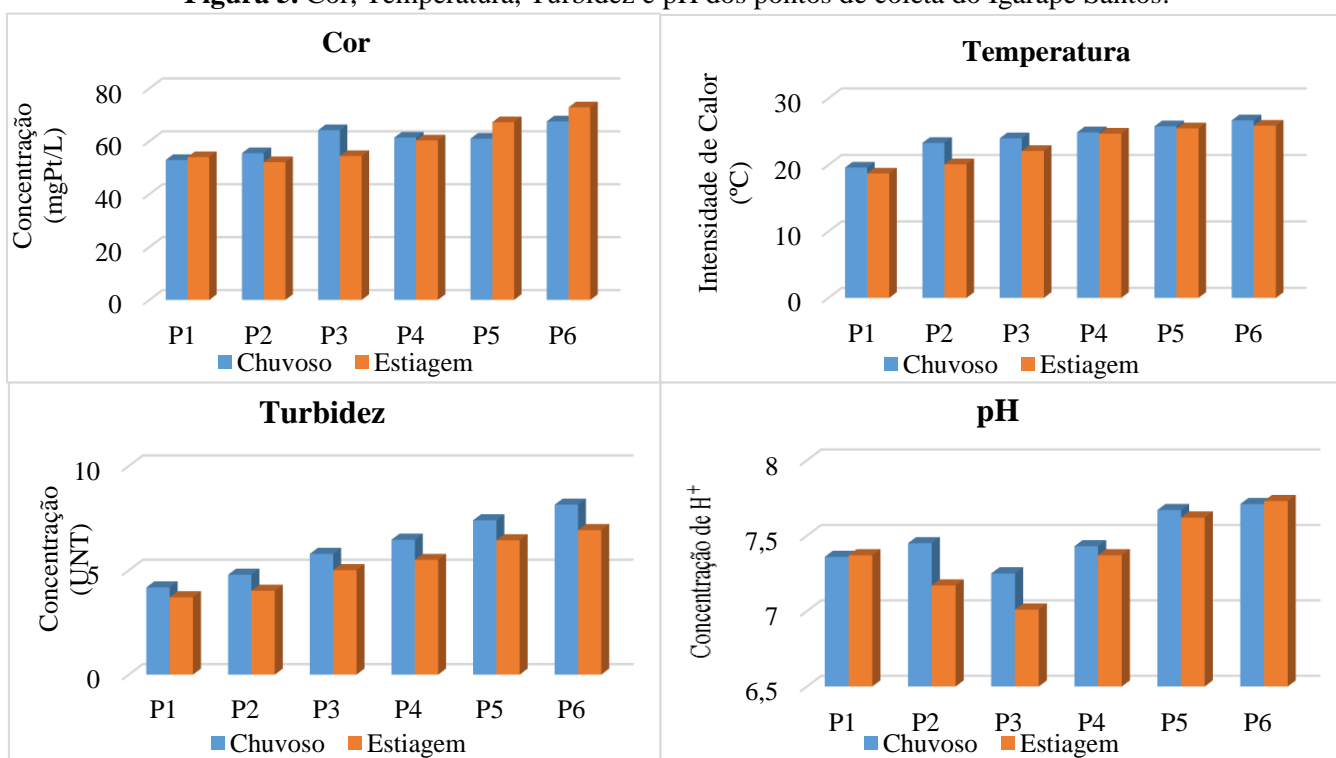 Figura 3. Cor, Temperatura, Turbidez e pH dos pontos de coleta do Igarapé Santos.
Cor
Concentração
(mgPt/L)
80
60
40
20
0
P1 P2 P3 P4 P5 P6
Chuvoso Estiagem
Temperatura
Intensidade de Calor
(ºC)
30
20
10
0
P1 P2 P3 P4 P5 P6
Chuvoso Estiagem
Turbidez
Concentração
(UNT)
10
5
0
P1 P2 P3 P4 P5 P6
Chuvoso Estiagem
pH
Concentração de H⁺
8
7,5
7
6,5
P1 P2 P3 P4 P5 P6
Chuvoso Estiagem